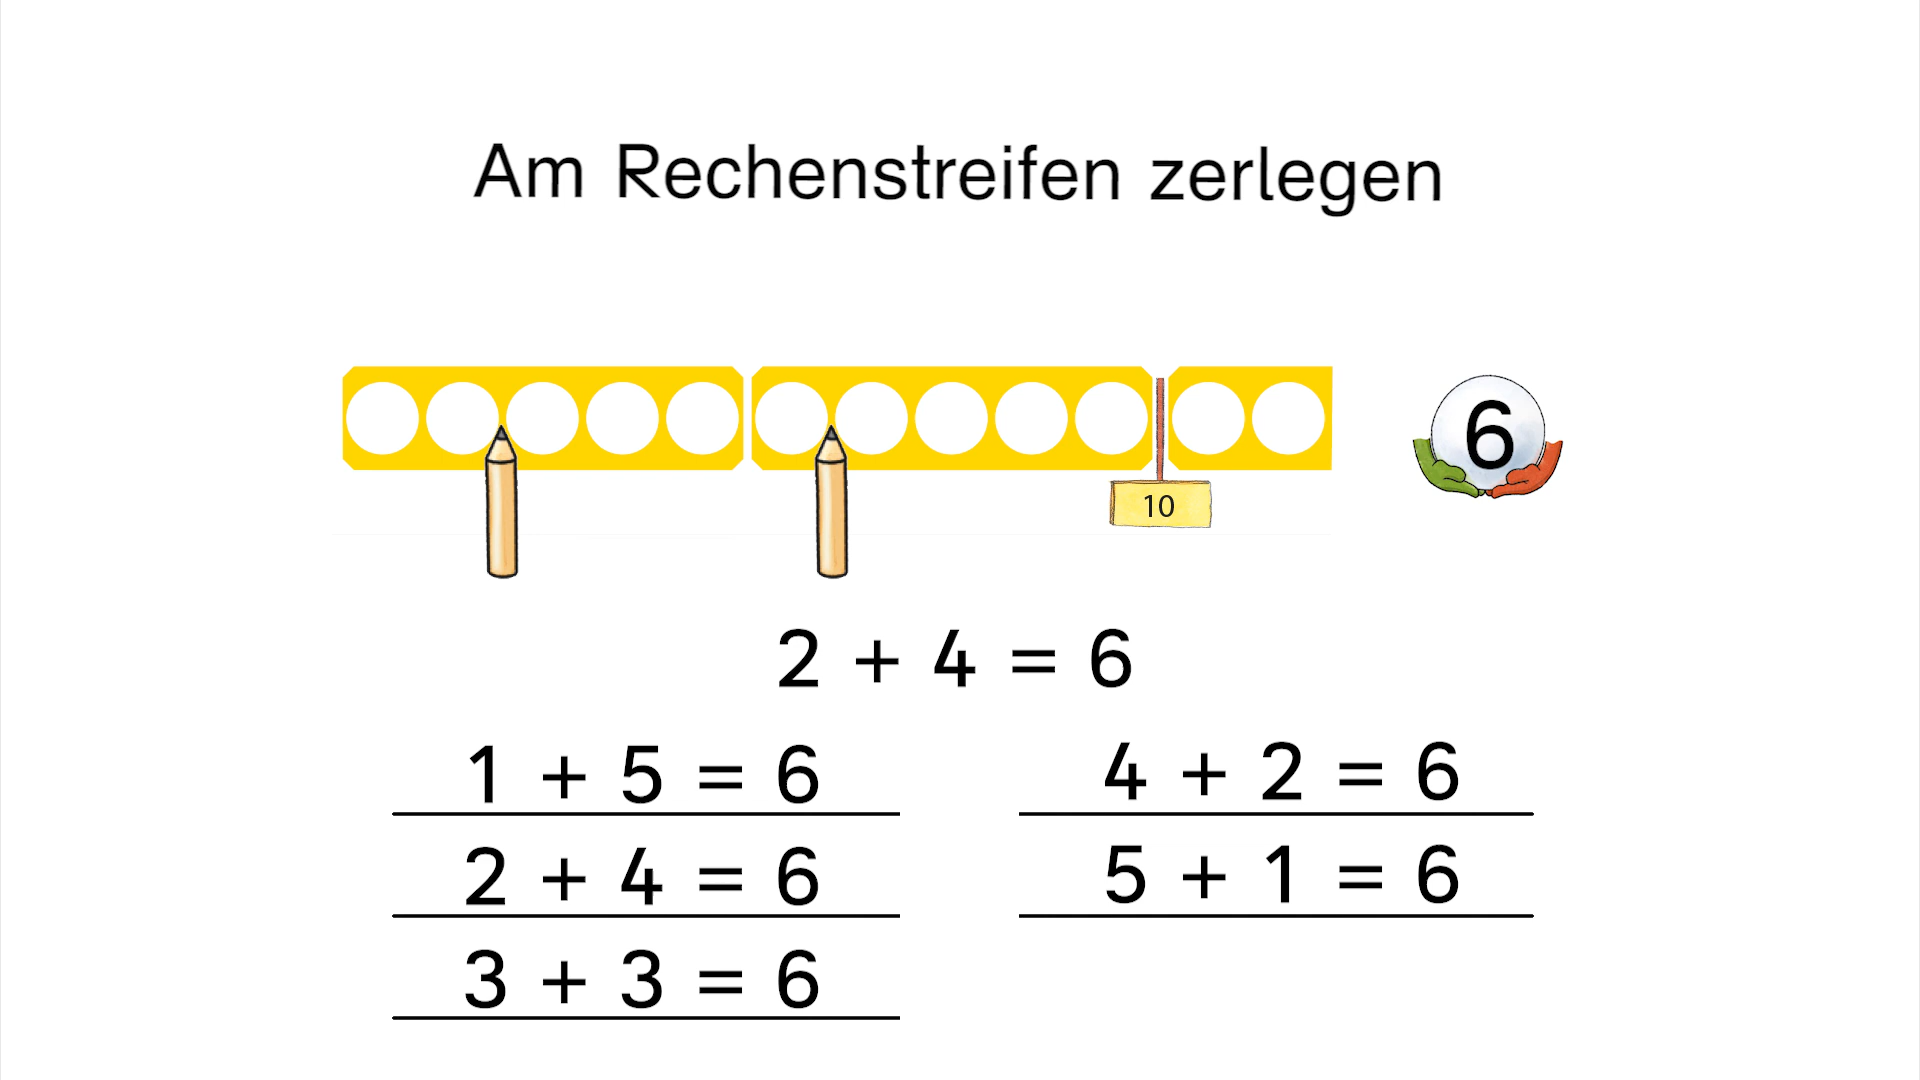 Am Rechenstreifen zerlegen
6
10
2 + 4 = 6
1 + 5 = 6
2 + 4 = 6
3 + 3 = 6
4 + 2 = 6
5 + 1 = 6